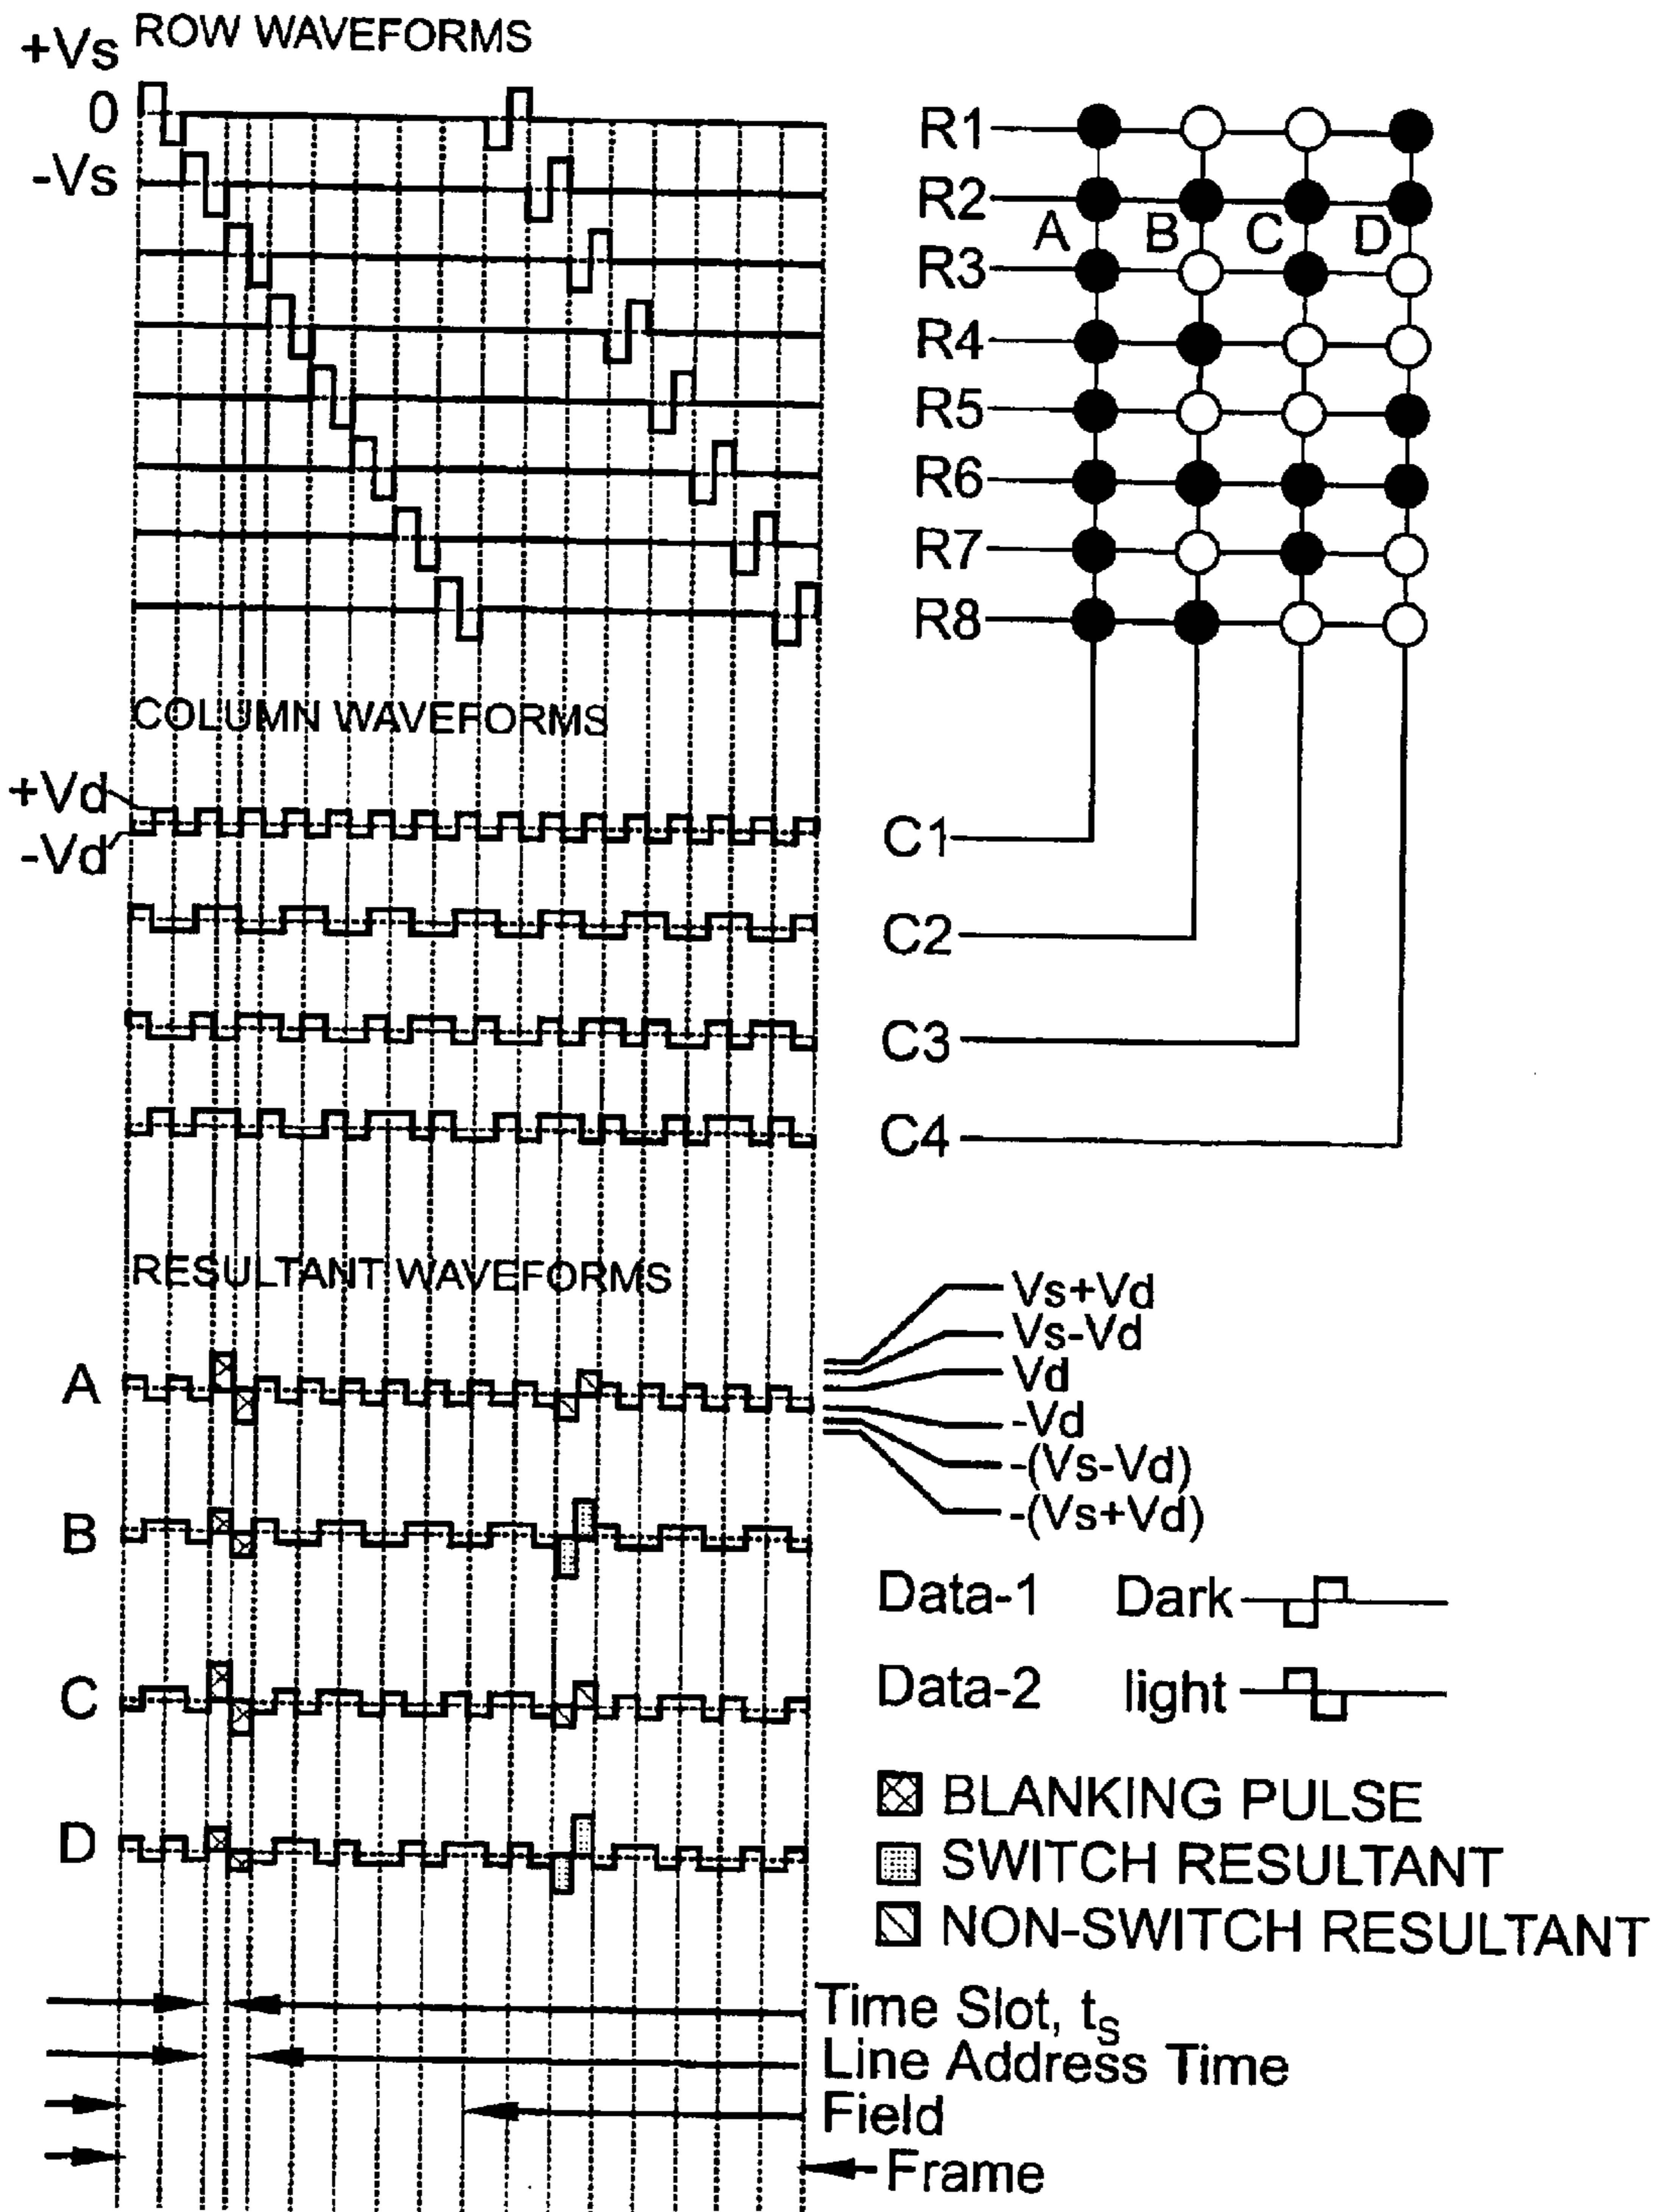 ROW WAVEFORMS
+Vs
0
-Vs
R1
R2
A B C D
R3
R4
R5
R6
R7
R8
COLUMN WAVEFORMS
+Vd
-Vd
C1
C2
C3
C4
RESULTANT WAVEFORMS
A
B
C
D
Vs+Vd
Vs-Vd
Vd
-Vd
-(Vs-Vd)
-(Vs+Vd)
Data-1 Dark
Data-2 light
BLANKING PULSE
SWITCH RESULTANT
NON-SWITCH RESULTANT
Time Slot, ts
Line Address Time
Field
Frame